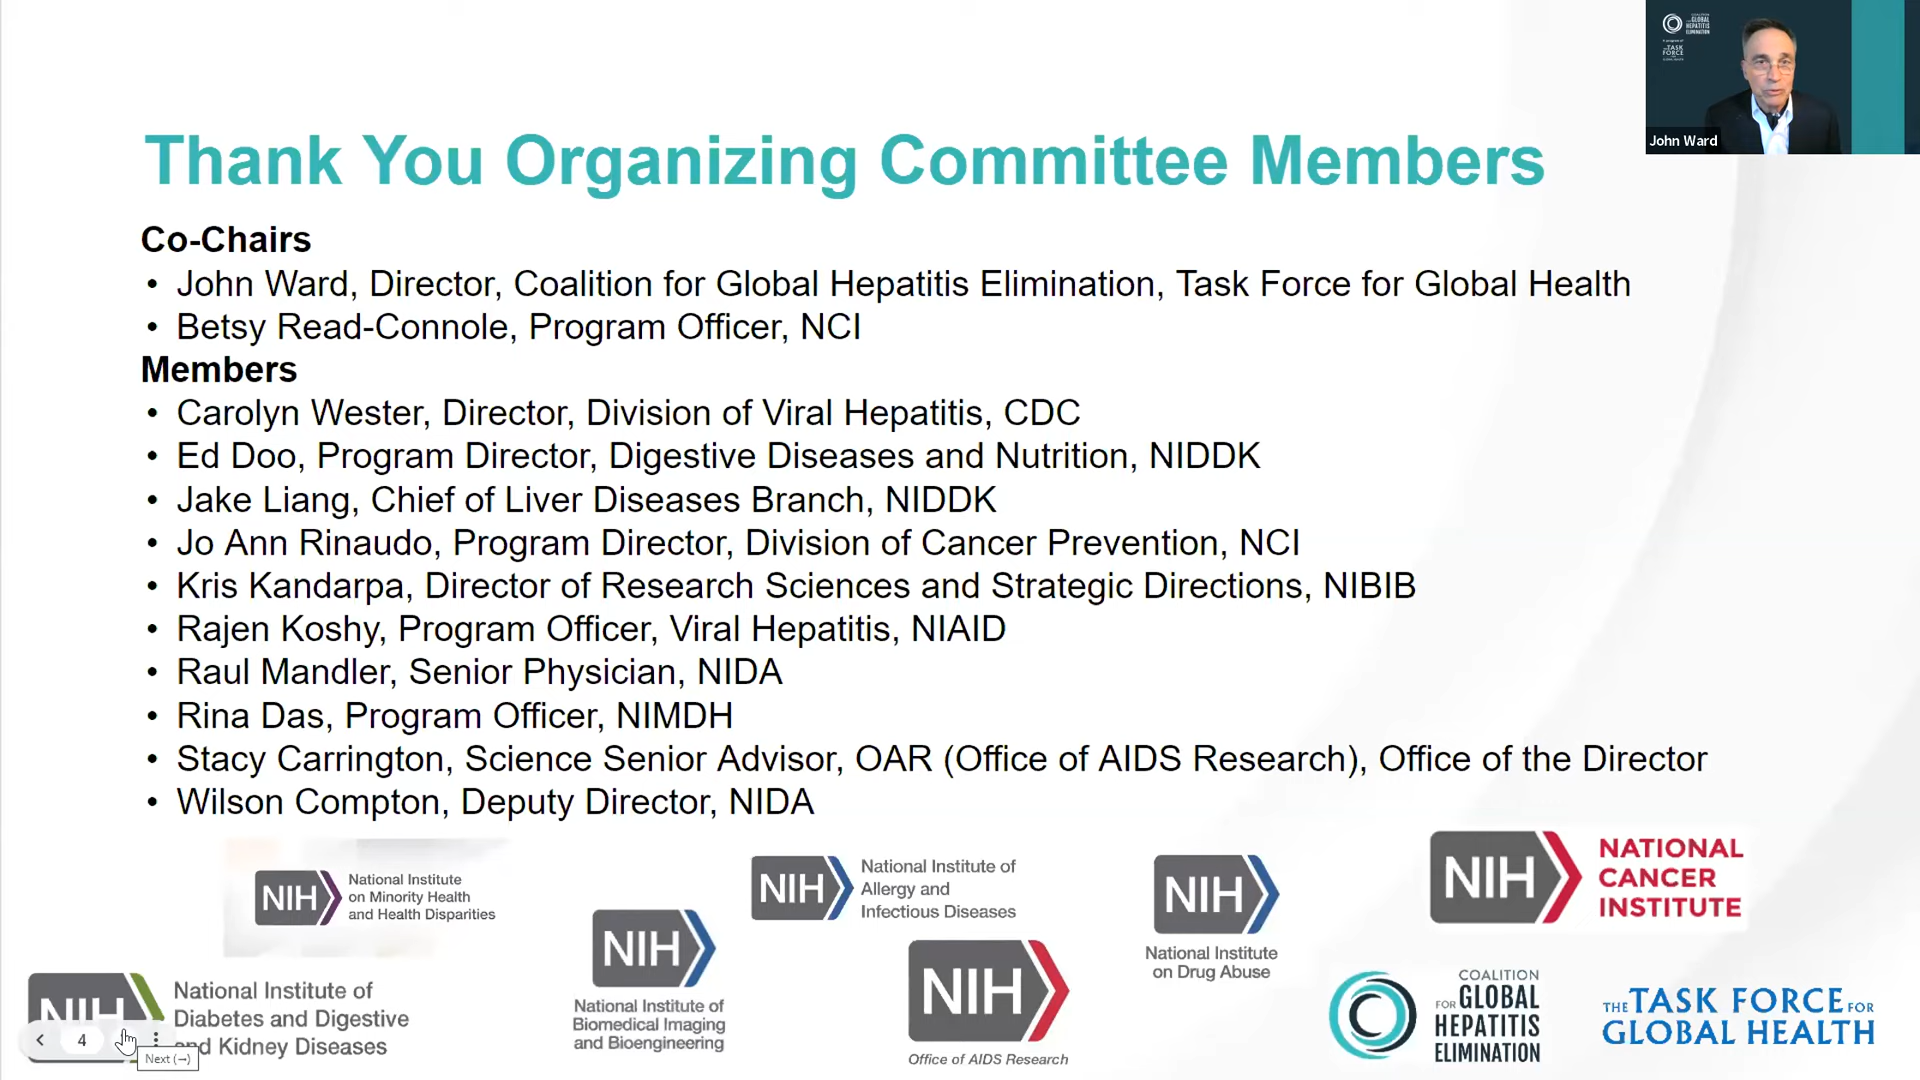 COALITION
FOR GLOBAL
HEPATITIS
ELIMINATION
TASK
FORCE
John Ward
Thank You Organizing Committee Members
Co-Chairs
• John Ward, Director, Coalition for Global Hepatitis Elimination, Task Force for Global Health
• Betsy Read-Connole, Program Officer, NCI
Members
• Carolyn Wester, Director, Division of Viral Hepatitis, CDC
• Ed Doo, Program Director, Digestive Diseases and Nutrition, NIDDK
• Jake Liang, Chief of Liver Diseases Branch, NIDDK
• Jo Ann Rinaudo, Program Director, Division of Cancer Prevention, NCI
• Kris Kandarpa, Director of Research Sciences and Strategic Directions, NIBIB
• Rajen Koshy, Program Officer, Viral Hepatitis, NIAID
• Raul Mandler, Senior Physician, NIDA
• Rina Das, Program Officer, NIMDH
• Stacy Carrington, Science Senior Advisor, OAR (Office of AIDS Research), Office of the Director
• Wilson Compton, Deputy Director, NIDA
NIH
National Institute
on Minority Health
and Health Disparities
NIH
National Institute of
Allergy and
Infectious Diseases
NIH
National Institute
on Drug Abuse
NIH
NATIONAL
CANCER
INSTITUTE
NIH
National Institute of
Diabetes and Digestive
and Kidney Diseases
NIH
National Institute of
Biomedical Imaging
and Bioengineering
NIH
Office of AIDS Research
COALITION
FOR GLOBAL
HEPATITIS
ELIMINATION
THE TASK FORCE FOR
GLOBAL HEALTH
4
Next (→)